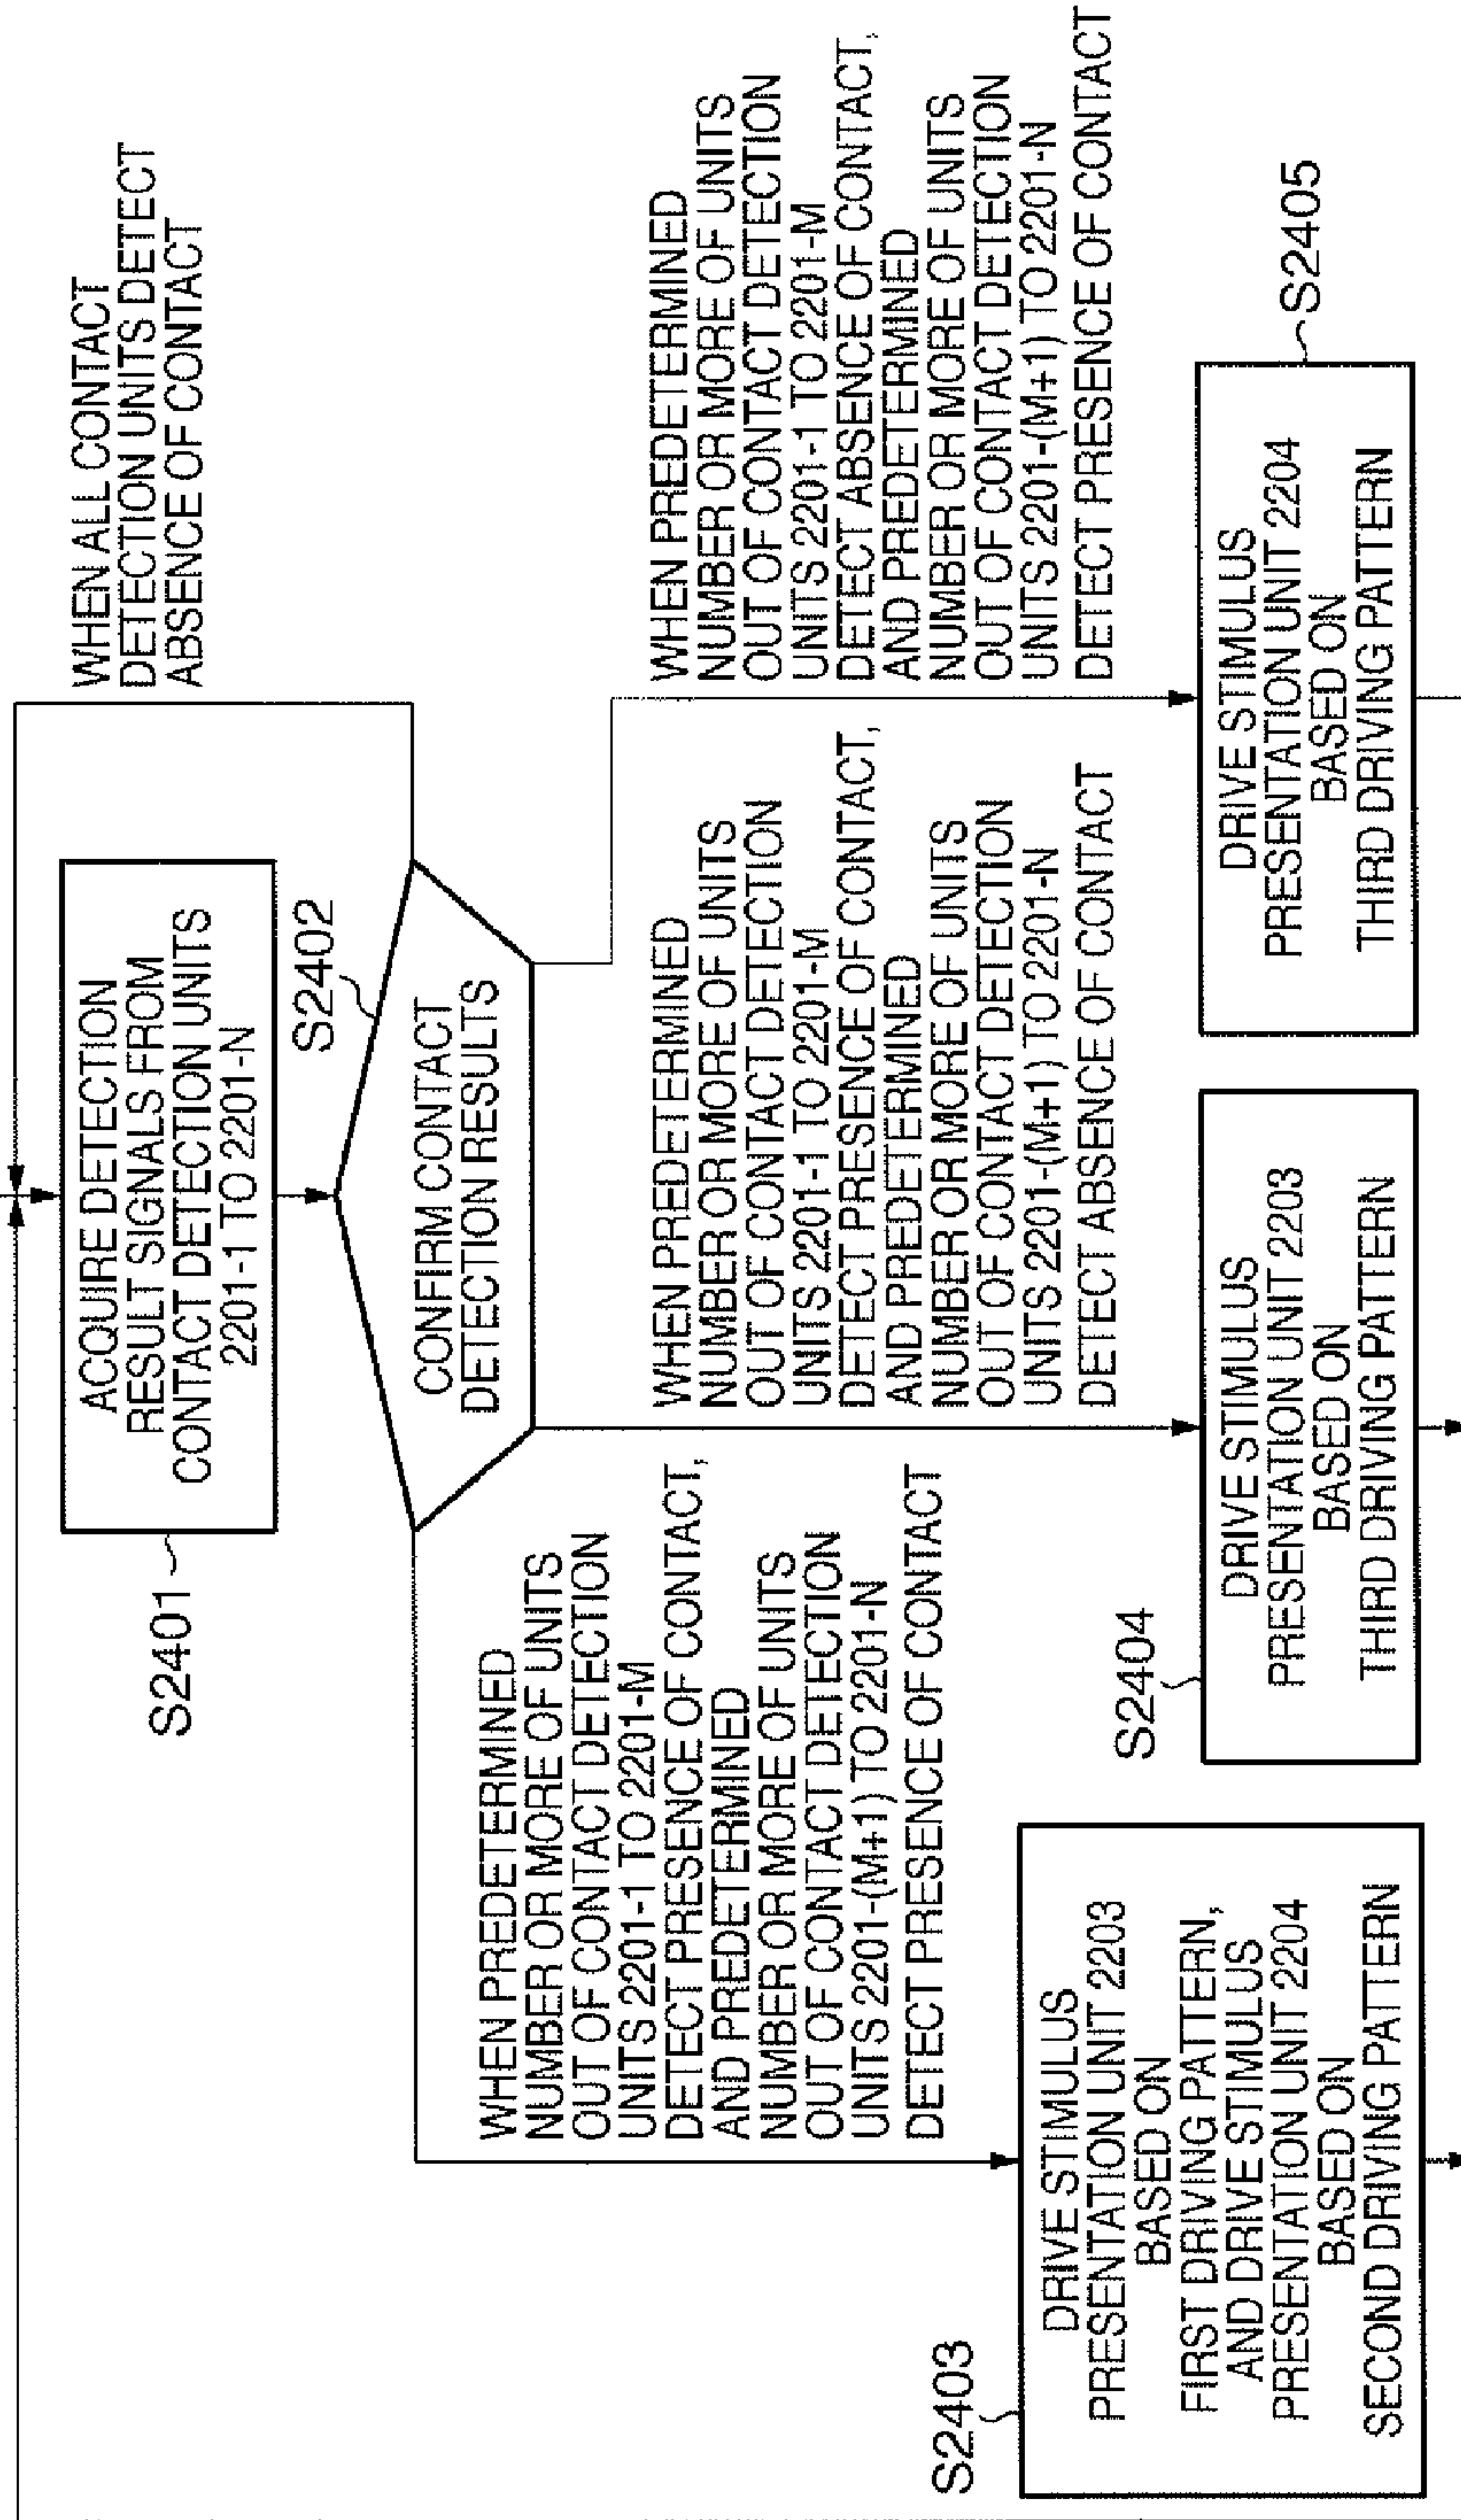 S2401
ACQUIRE DETECTION
RESULT SIGNALS FROM
CONTACT DETECTION UNITS
2201-1 TO 2201-N
S2402
CONFIRM CONTACT
DETECTION RESULTS
WHEN ALL CONTACT
DETECTION UNITS DETECT
ABSENCE OF CONTACT
WHEN PREDETERMINED
NUMBER OR MORE OF UNITS
OUT OF CONTACT DETECTION
UNITS 2201-1 TO 2201-M
DETECT PRESENCE OF CONTACT,
AND PREDETERMINED
NUMBER OR MORE OF UNITS
OUT OF CONTACT DETECTION
UNITS 2201-(M+1) TO 2201-N
DETECT PRESENCE OF CONTACT
WHEN PREDETERMINED
NUMBER OR MORE OF UNITS
OUT OF CONTACT DETECTION
UNITS 2201-1 TO 2201-M
DETECT PRESENCE OF CONTACT,
AND PREDETERMINED
NUMBER OR MORE OF UNITS
OUT OF CONTACT DETECTION
UNITS 2201-(M+1) TO 2201-N
DETECT ABSENCE OF CONTACT
WHEN PREDETERMINED
NUMBER OR MORE OF UNITS
OUT OF CONTACT DETECTION
UNITS 2201-1 TO 2201-M
DETECT ABSENCE OF CONTACT,
AND PREDETERMINED
NUMBER OR MORE OF UNITS
OUT OF CONTACT DETECTION
UNITS 2201-(M+1) TO 2201-N
DETECT PRESENCE OF CONTACT
S2403
DRIVE STIMULUS
PRESENTATION UNIT 2203
BASED ON
FIRST DRIVING PATTERN,
AND DRIVE STIMULUS
PRESENTATION UNIT 2204
BASED ON
SECOND DRIVING PATTERN
S2404
DRIVE STIMULUS
PRESENTATION UNIT 2203
BASED ON
THIRD DRIVING PATTERN
S2405
DRIVE STIMULUS
PRESENTATION UNIT 2204
BASED ON
THIRD DRIVING PATTERN